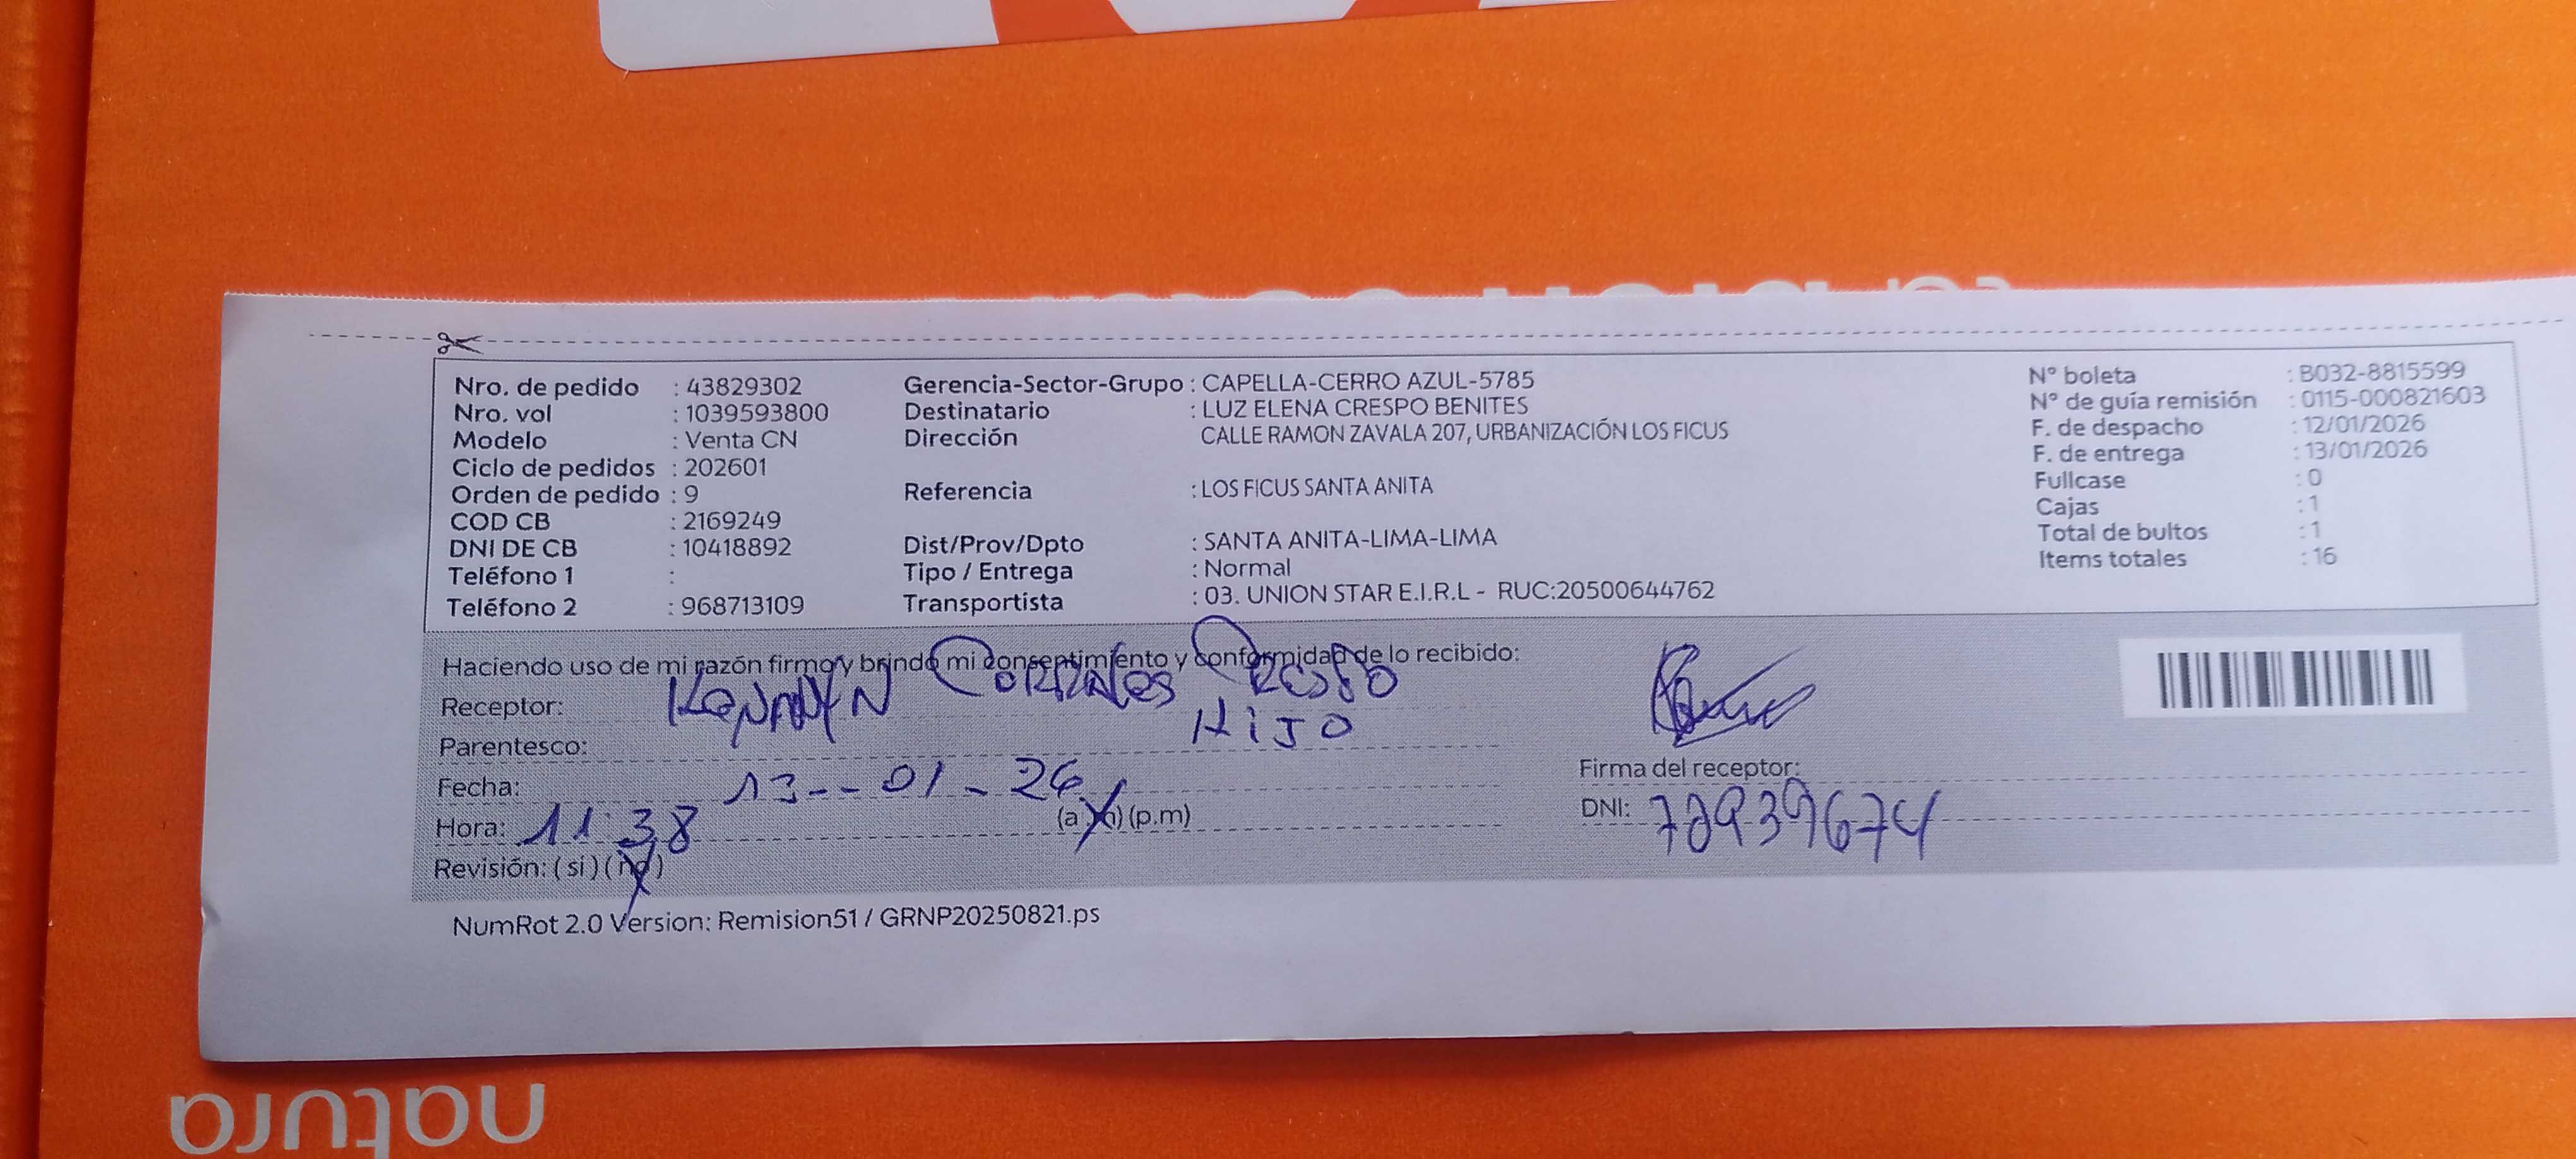 Nro. de pedido : 43829302
Nro. vol : 1039593800
Modelo : Venta CN
Ciclo de pedidos : 202601
Orden de pedido : 9
COD CB : 2169249
DNI DE CB : 10418892
Teléfono 1 :
Teléfono 2 : 968713109
Gerencia-Sector-Grupo : CAPELLA-CERRO AZUL-5785
Destinatario : LUZ ELENA CRESPO BENITES
Dirección CALLE RAMON ZAVALA 207, URBANIZACIÓN LOS FICUS
Referencia : LOS FICUS SANTA ANITA
Dist/Prov/Dpto : SANTA ANITA-LIMA-LIMA
Tipo / Entrega : Normal
Transportista : 03. UNION STAR E.I.R.L - RUC:20500644762
N° boleta : B032-8815599
N° de guía remisión : 0115-000821603
F. de despacho : 12/01/2026
F. de entrega : 13/01/2026
Fullcase : 0
Cajas : 1
Total de bultos : 1
Items totales : 16
Haciendo uso de mi razón firmo y brindo mi consentimiento y conformidad de lo recibido:
Receptor: Crespo
Parentesco: Hijo
Fecha: 13--01-26
Hora: 11:38 (a.m) (p.m)
Revisión: (si) (no)
Firma del receptor:
DNI:
NumRot 2.0 Version: Remision51 / GRNP20250821.ps
natura